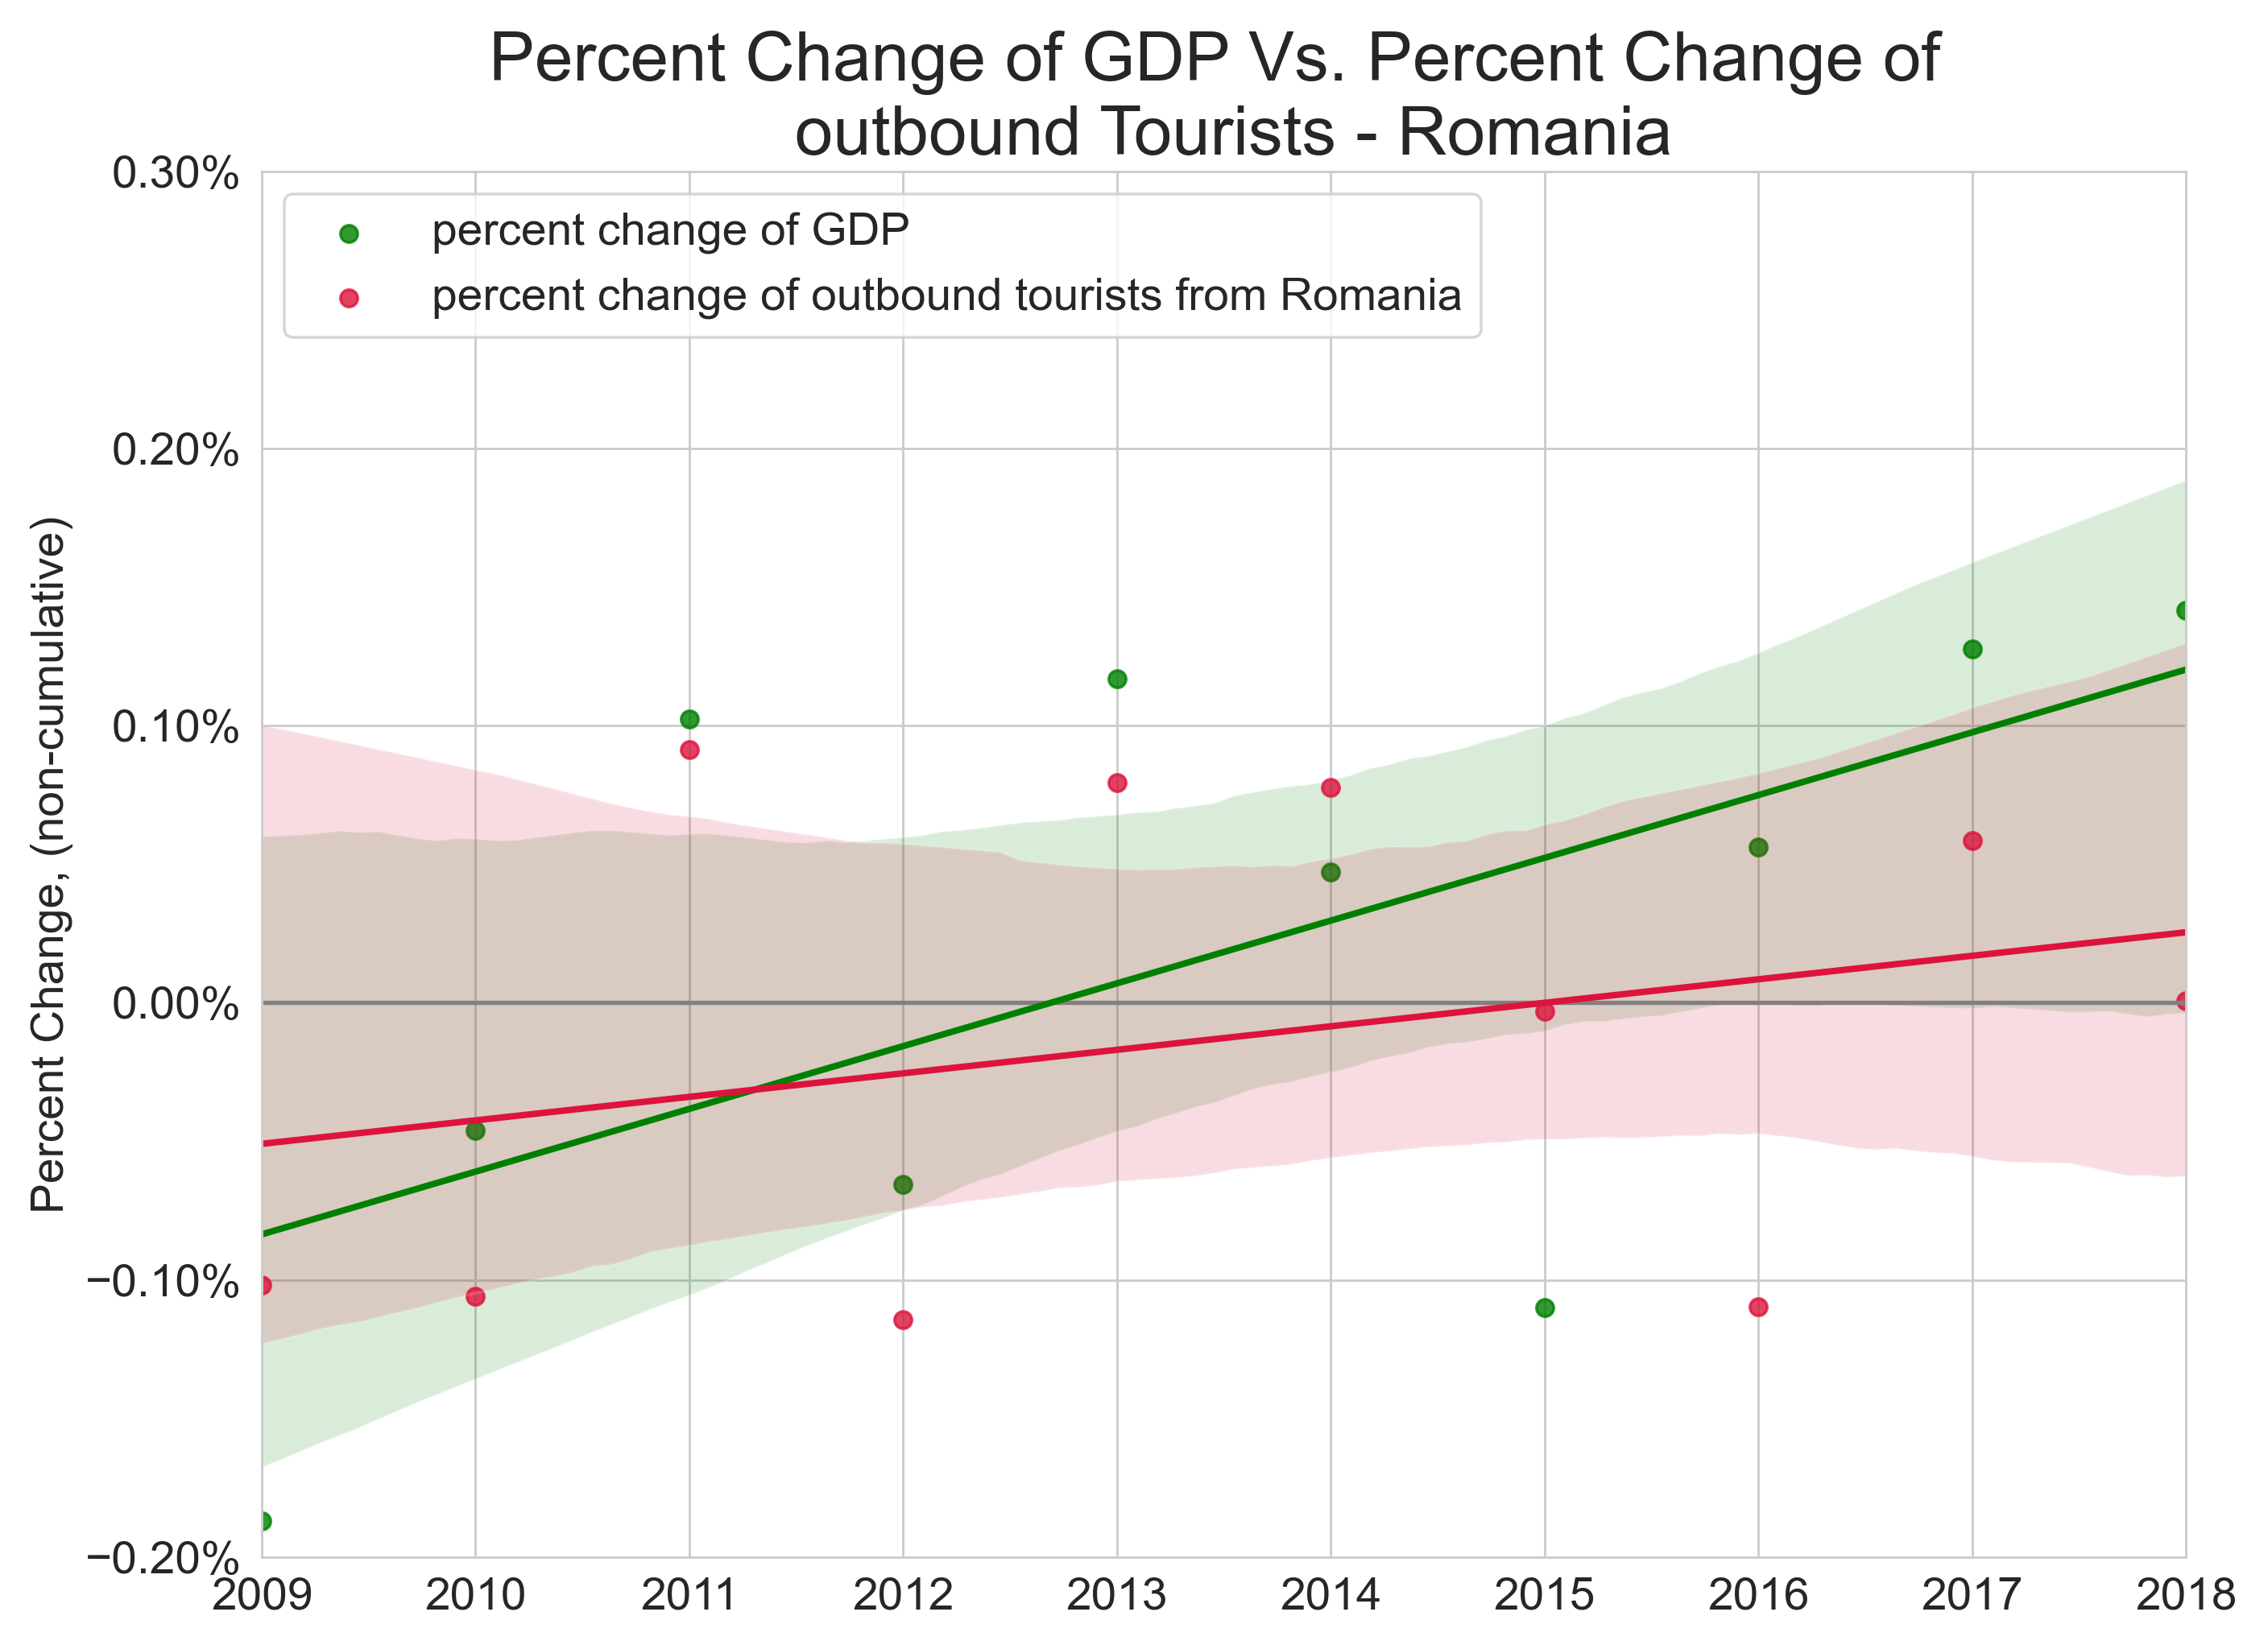 Percent Change of GDP Vs. Percent Change of
outbound Tourists - Romania
0.30%
0.20%
0.10%
0.00%
−0.10%
−0.20%
Percent Change, (non-cumulative)
percent change of GDP
percent change of outbound tourists from Romania
2009 2010 2011 2012 2013 2014 2015 2016 2017 2018